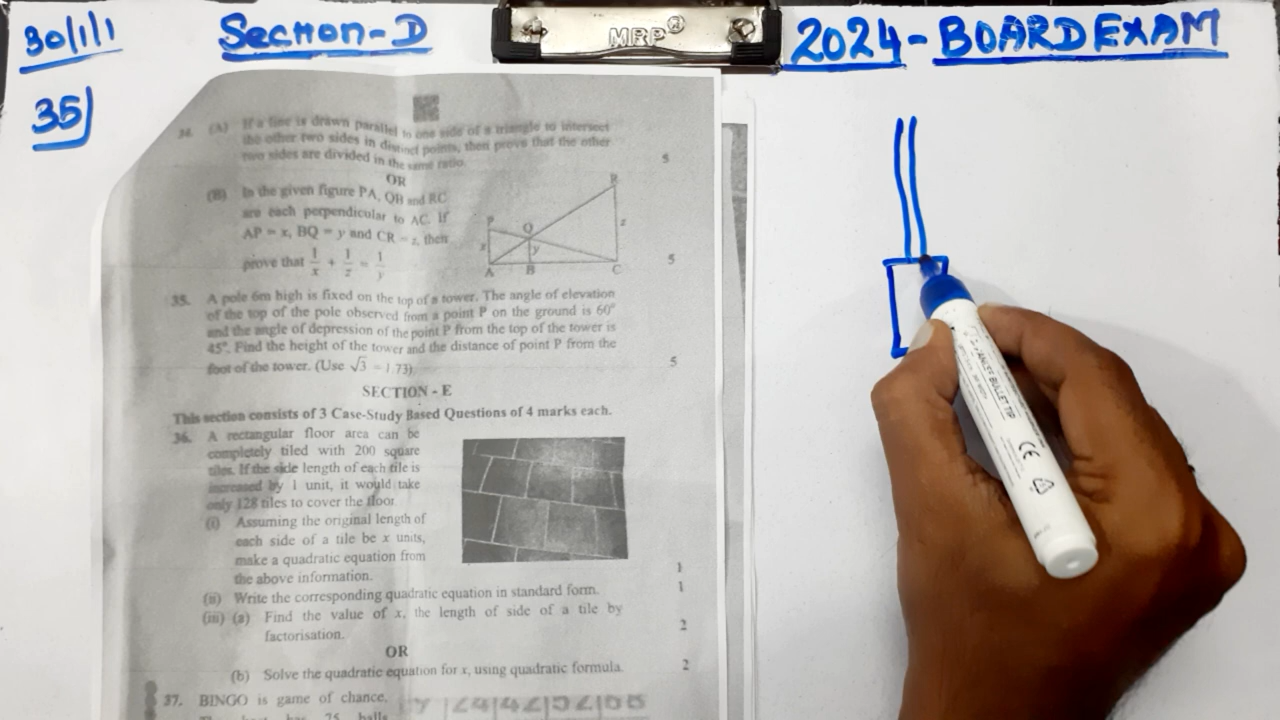 30/1/1
Section-D
MRP®
2024-BOARD EXAM
35)
34. (A) If a line is drawn parallel to one side of a triangle to intersect
the other two sides in distinct points, then prove that the other
two sides are divided in the same ratio.
5
OR
(B) In the given figure PA, QB and RC
are each perpendicular to AC. If
AP = x, BQ = y and CR = z, then
prove that 1/x + 1/z = 1/y
5
P
Q
R
x
y
z
A
B
C
35. A pole 6m high is fixed on the top of a tower. The angle of elevation
of the top of the pole observed from a point P on the ground is 60°
and the angle of depression of the point P from the top of the tower is
45°. Find the height of the tower and the distance of point P from the
foot of the tower. (Use √3 = 1.73)
5
SECTION - E
This section consists of 3 Case-Study Based Questions of 4 marks each.
36. A rectangular floor area can be
completely tiled with 200 square
tiles. If the side length of each tile is
increased by 1 unit, it would take
only 128 tiles to cover the floor
(i) Assuming the original length of
each side of a tile be x units,
make a quadratic equation from
the above information.
1
(ii) Write the corresponding quadratic equation in standard form.
1
(iii) (a) Find the value of x, the length of side of a tile by
factorisation.
2
OR
(b) Solve the quadratic equation for x, using quadratic formula.
2
37. BINGO is game of chance.
75 balls
BULLET TIP
CE